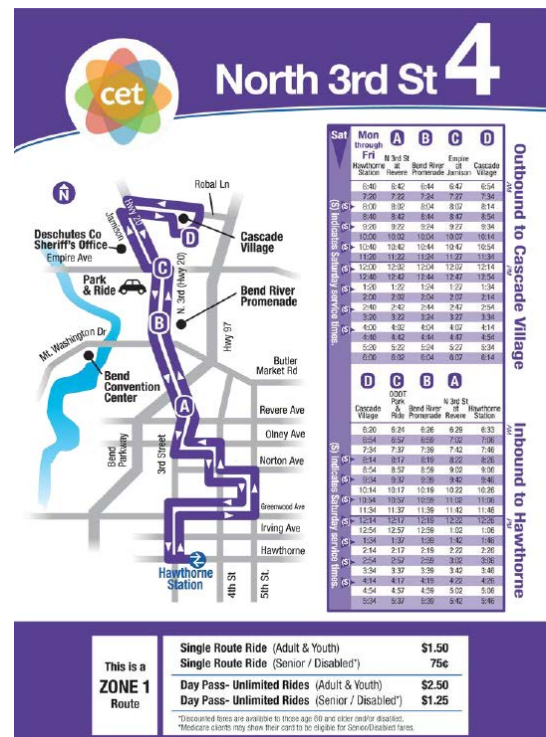 cet
North 3rd St 4
N
Robal Ln
Hwy 20
Jamison
D
Cascade
Village
Deschutes Co
Sheriff's Office
Empire Ave
C
Park
& Ride
N. 3rd (Hwy 20)
Bend River
Promenade
B
Mt. Washington Dr
Hwy 97
Bend
Convention
Center
Butler
Market Rd
A
Revere Ave
Olney Ave
Bend
Parkway
3rd Street
Norton Ave
Greenwood Ave
Irving Ave
Hawthorne
Hawthorne
Station
4th St
5th St.
Outbound to Cascade Village
Sat
Mon
through
Fri
A B C D
Hawthorne
Station
N 3rd St
at
Revere
Bend River
Promenade
Empire
at
Jamison
Cascade
Village
(S) indicates Saturday service times.
AM
6:40 6:42 6:44 6:47 6:54
7:20 7:22 7:24 7:27 7:34
(S) 8:00 8:02 8:04 8:07 8:14
8:40 8:42 8:44 8:47 8:54
(S) 9:20 9:22 9:24 9:27 9:34
10:00 10:02 10:04 10:07 10:14
(S) 10:40 10:42 10:44 10:47 10:54
11:20 11:22 11:24 11:27 11:34
PM
(S) 12:00 12:02 12:04 12:07 12:14
12:40 12:42 12:44 12:47 12:54
(S) 1:20 1:22 1:24 1:27 1:34
2:00 2:02 2:04 2:07 2:14
(S) 2:40 2:42 2:44 2:47 2:54
3:20 3:22 3:24 3:27 3:34
(S) 4:00 4:02 4:04 4:07 4:14
4:40 4:42 4:44 4:47 4:54
5:20 5:22 5:24 5:27 5:34
6:00 6:02 6:04 6:07 6:14
Inbound to Hawthorne
D C B A
Cascade
Village
ODOT
Park
&
Ride
Bend River
Promenade
N 3rd St
at
Revere
Hawthorne
Station
(S) indicates Saturday service times.
AM
6:20 6:24 6:26 6:29 6:33
6:54 6:57 6:59 7:02 7:06
7:34 7:37 7:39 7:42 7:46
(S) 8:14 8:17 8:19 8:22 8:26
8:54 8:57 8:59 9:02 9:06
(S) 9:34 9:37 9:39 9:42 9:46
10:14 10:17 10:19 10:22 10:26
(S) 10:54 10:57 10:59 11:02 11:06
11:34 11:37 11:39 11:42 11:46
PM
(S) 12:14 12:17 12:19 12:22 12:26
12:54 12:57 12:59 1:02 1:06
(S) 1:34 1:37 1:39 1:42 1:46
2:14 2:17 2:19 2:22 2:26
(S) 2:54 2:57 2:59 3:02 3:06
3:34 3:37 3:39 3:42 3:46
(S) 4:14 4:17 4:19 4:22 4:26
4:54 4:57 4:59 5:02 5:06
5:34 5:37 5:39 5:42 5:46
This is a
ZONE 1
Route
Single Route Ride (Adult & Youth) $1.50
Single Route Ride (Senior / Disabled*) 75¢
Day Pass- Unlimited Rides (Adult & Youth) $2.50
Day Pass- Unlimited Rides (Senior / Disabled*) $1.25
*Discounted fares are available to those age 60 and older and/or disabled.
*Medicare clients may show their card to be eligible for Senior/Disabled fares.